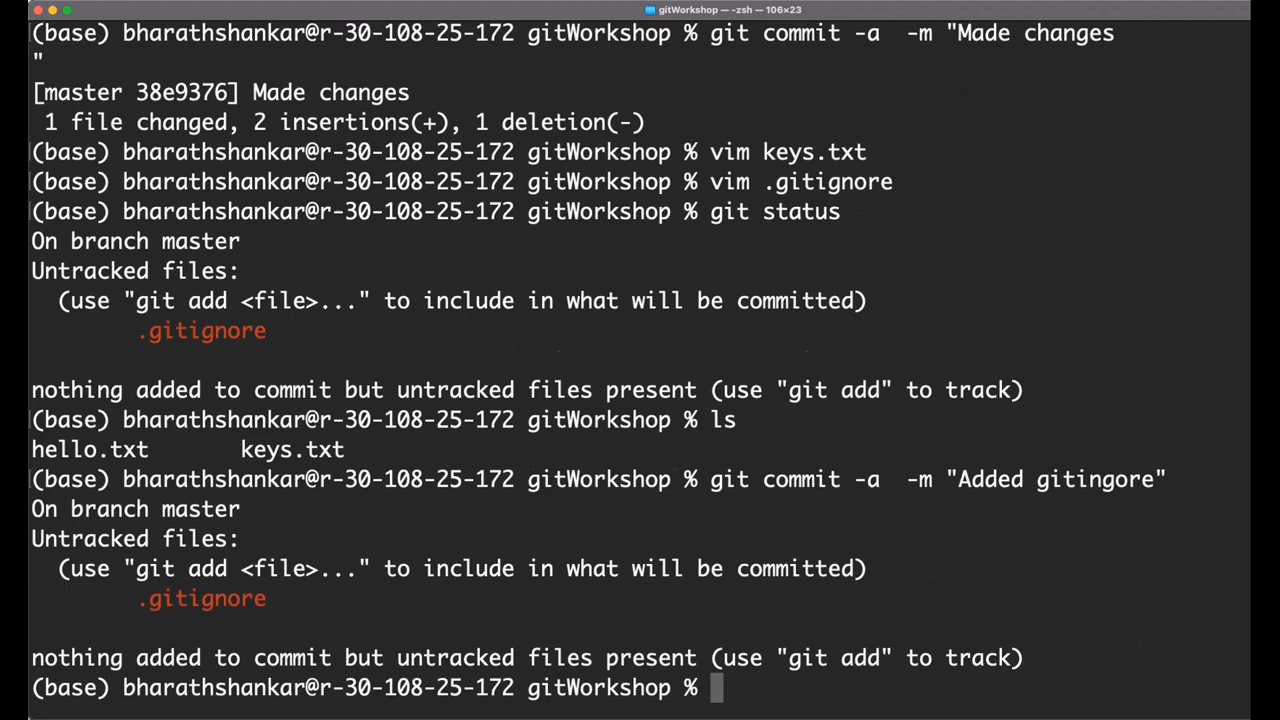 gitWorkshop — -zsh — 106×23
(base) bharathshankar@r-30-108-25-172 gitWorkshop % git commit -a  -m "Made changes
"
[master 38e9376] Made changes
 1 file changed, 2 insertions(+), 1 deletion(-)
(base) bharathshankar@r-30-108-25-172 gitWorkshop % vim keys.txt
(base) bharathshankar@r-30-108-25-172 gitWorkshop % vim .gitignore
(base) bharathshankar@r-30-108-25-172 gitWorkshop % git status
On branch master
Untracked files:
  (use "git add <file>..." to include in what will be committed)
        .gitignore
nothing added to commit but untracked files present (use "git add" to track)
(base) bharathshankar@r-30-108-25-172 gitWorkshop % ls
hello.txt       keys.txt
(base) bharathshankar@r-30-108-25-172 gitWorkshop % git commit -a  -m "Added gitingore"
On branch master
Untracked files:
  (use "git add <file>..." to include in what will be committed)
        .gitignore
nothing added to commit but untracked files present (use "git add" to track)
(base) bharathshankar@r-30-108-25-172 gitWorkshop %